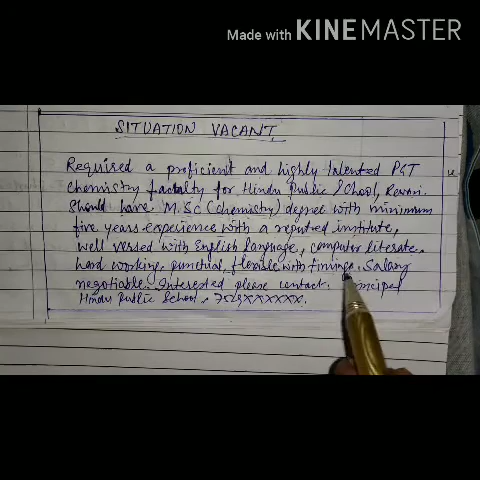 Made with KINEMASTER
SITUATION VACANT
Required a proficient and highly talented PGT
chemistry facalty for Hindu Public School, Rewari.
Should have M.Sc (chemistry) degree with minimum
five years experience with a reputed institute,
well versed with English language, computer literate,
hard working, punctual, flexible with timings. Salary
negotiable. Interested please contact. Principal
Hindu Public School, 7529XXXXXX.